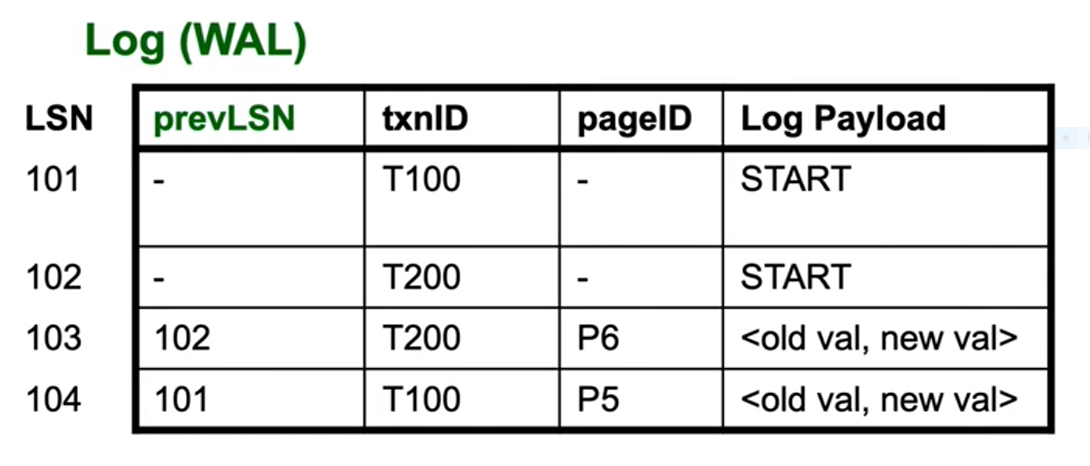 Log (WAL)
LSN prevLSN txnID pageID Log Payload
101 - T100 - START
102 - T200 - START
103 102 T200 P6 <old val, new val>
104 101 T100 P5 <old val, new val>